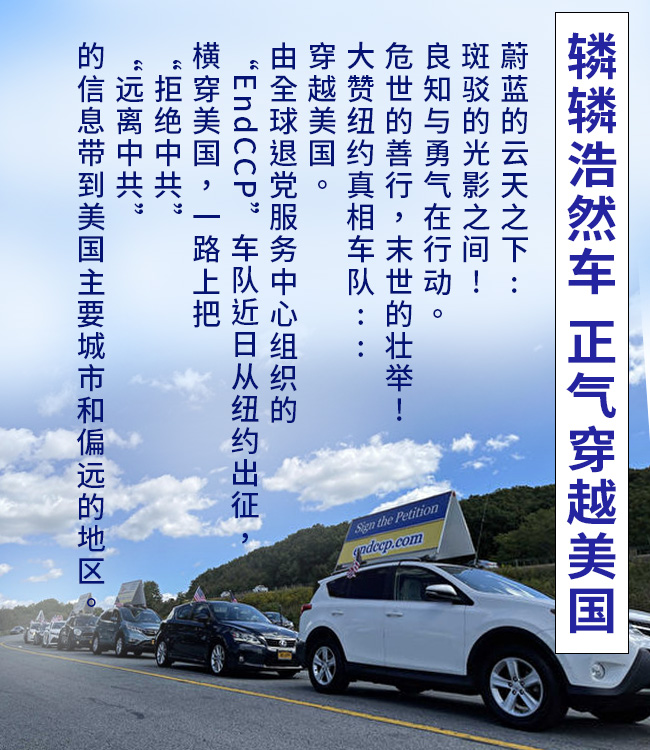 辚辚浩然车 正气穿越美国
蔚蓝的云天之下:
斑驳的光影之间!
良知与勇气在行动。
危世的善行,末世的壮举!
大赞纽约真相车队::
穿越美国。
由全球退党服务中心组织的
“EndCCP”车队近日从纽约出征,
横穿美国,一路上把
“拒绝中共”
“远离中共”
的信息带到美国主要城市和偏远的地区。
Sign the Petition
endccp.com